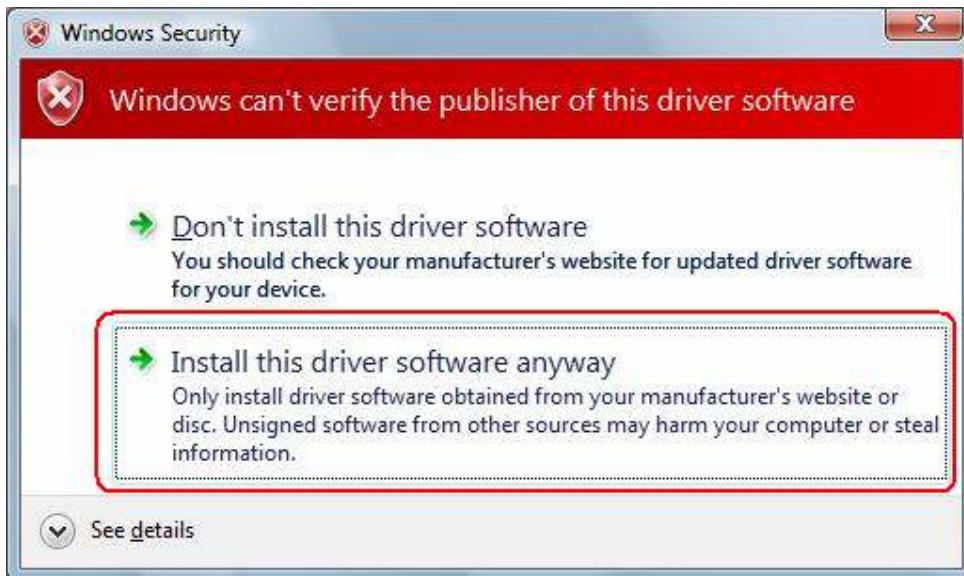 Windows Security
Windows can't verify the publisher of this driver software
Don't install this driver software
You should check your manufacturer's website for updated driver software
for your device.
Install this driver software anyway
Only install driver software obtained from your manufacturer's website or
disc. Unsigned software from other sources may harm your computer or steal
information.
See details